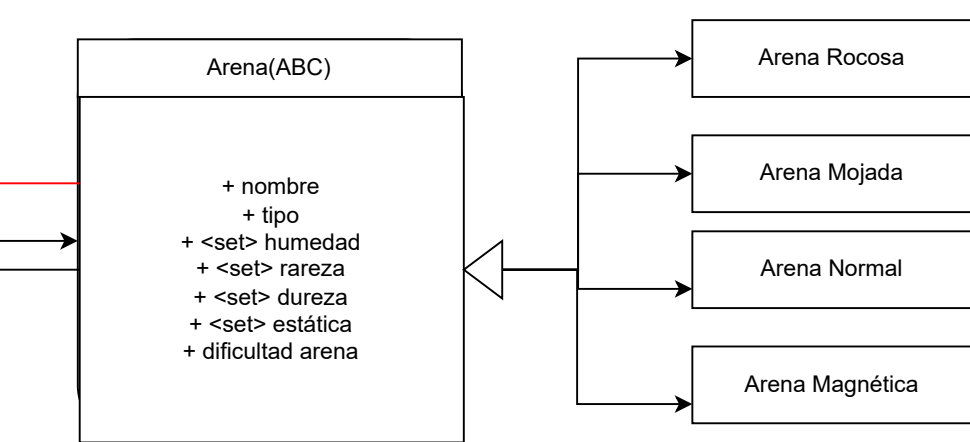 Arena(ABC)
+ nombre
+ tipo
+ <set> humedad
+ <set> rareza
+ <set> dureza
+ <set> estática
+ dificultad arena
Arena Rocosa
Arena Mojada
Arena Normal
Arena Magnética